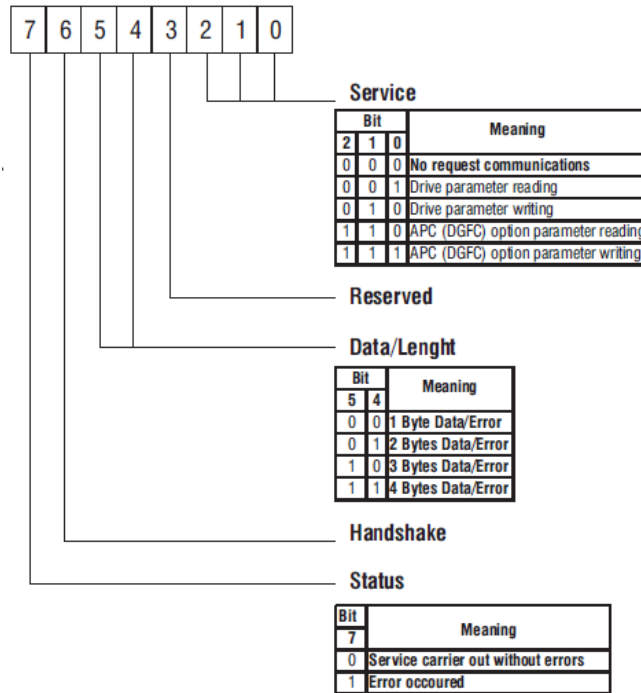 7 6 5 4 3 2 1 0
Service
Bit Meaning
2 1 0
0 0 0 No request communications
0 0 1 Drive parameter reading
0 1 0 Drive parameter writing
1 1 0 APC (DGFC) option parameter reading
1 1 1 APC (DGFC) option parameter writing
Reserved
Data/Lenght
Bit Meaning
5 4
0 0 1 Byte Data/Error
0 1 2 Bytes Data/Error
1 0 3 Bytes Data/Error
1 1 4 Bytes Data/Error
Handshake
Status
Bit Meaning
7
0 Service carrier out without errors
1 Error occoured